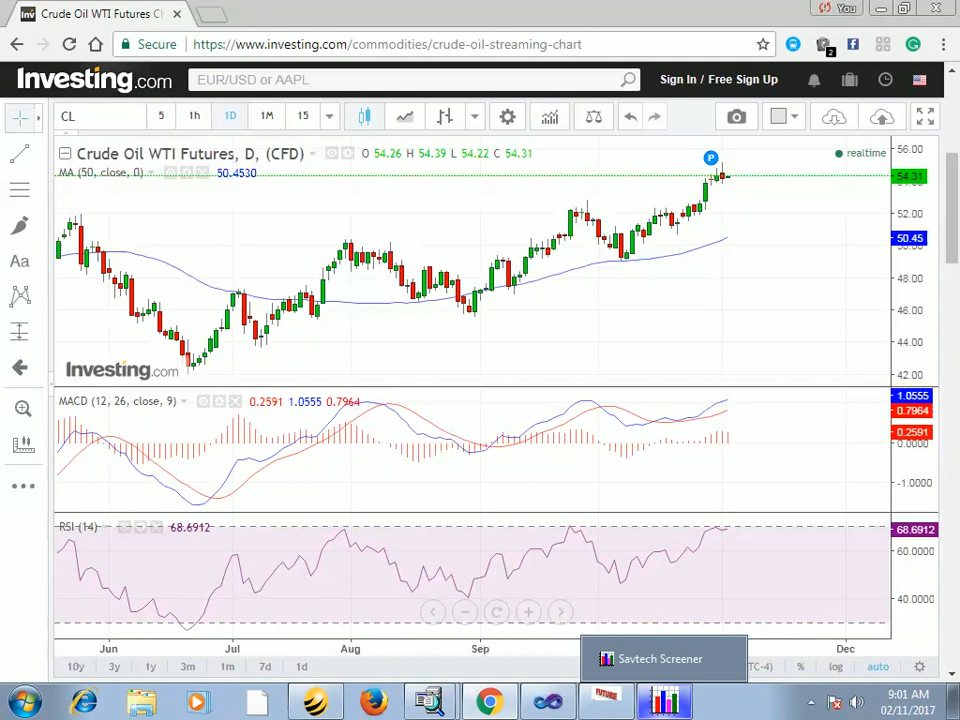 Inv Crude Oil WTI Futures C
You
Secure
https://www.investing.com/commodities/crude-oil-streaming-chart
2
Investing.com
EUR/USD or AAPL
Sign In / Free Sign Up
CL 5 1h 1D 1M 15
Crude Oil WTI Futures, D, (CFD) O 54.26 H 54.39 L 54.22 C 54.31
MA (50, close, 0) 50.4530
P
realtime
56.00
54.31
52.00
50.45
48.00
46.00
44.00
42.00
Aa
Investing.com
MACD (12, 26, close, 9) 0.2591 1.0555 0.7964
1.0555
0.7964
0.2591
0.0000
-1.0000
RSI (14) 68.6912
68.6912
60.0000
40.0000
Jun Jul Aug Sep Dec
Savtech Screener
10y 3y 1y 3m 1m 7d 1d TC-4) % log auto
FUTURE
9:01 AM
02/11/2017